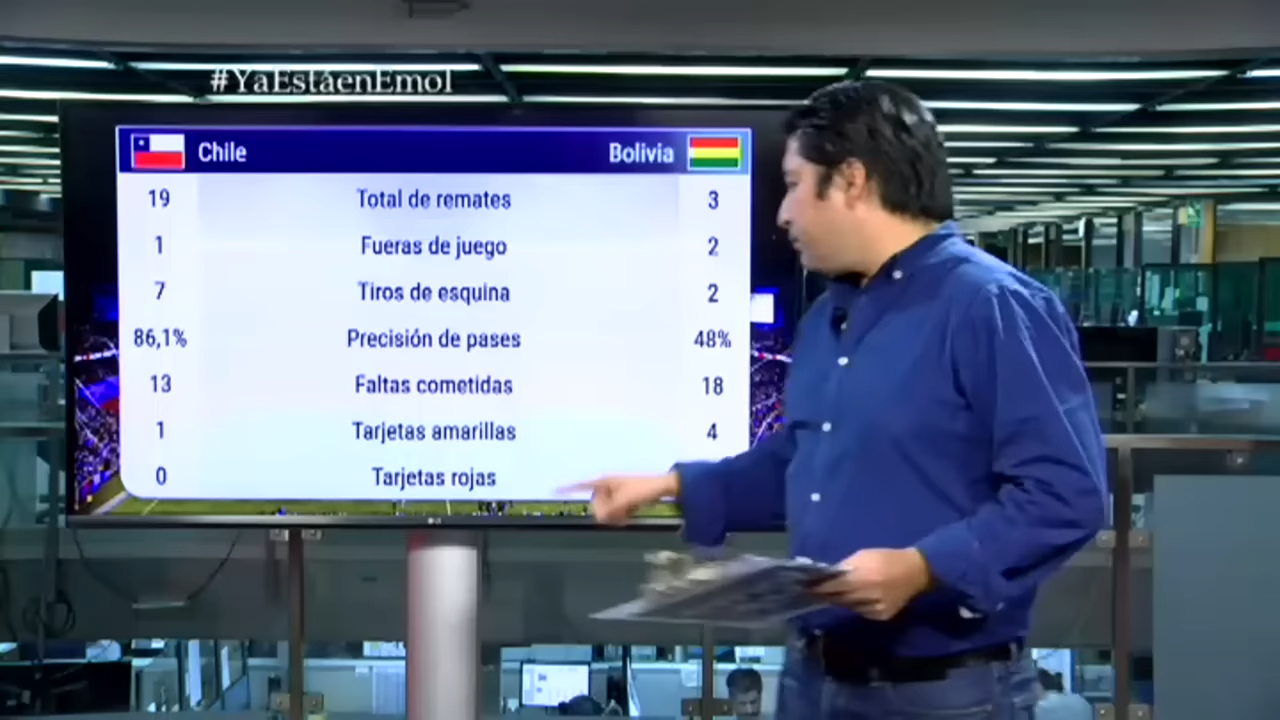 #YaEstáenEmol
Chile Bolivia
19 Total de remates 3
1 Fueras de juego 2
7 Tiros de esquina 2
86,1% Precisión de pases 48%
13 Faltas cometidas 18
1 Tarjetas amarillas 4
0 Tarjetas rojas
LG